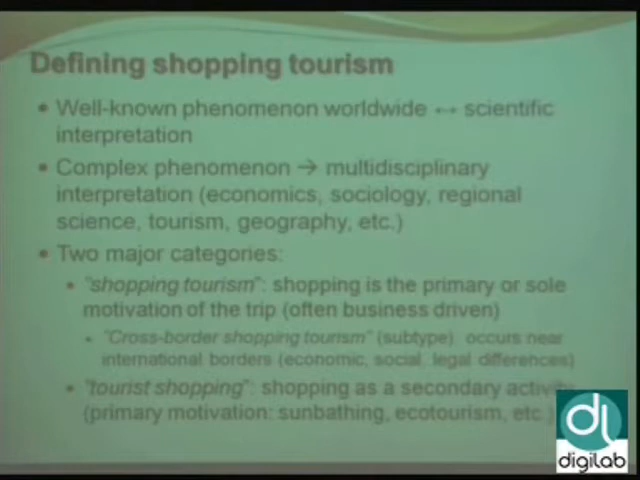 Defining shopping tourism
• Well-known phenomenon worldwide ↔ scientific
interpretation
• Complex phenomenon → multidisciplinary
interpretation (economics, sociology, regional
science, tourism, geography, etc.)
• Two major categories:
• "shopping tourism": shopping is the primary or sole
motivation of the trip (often business driven)
• "Cross-border shopping tourism" (subtype) occurs near
international borders (economic, social, legal differences)
• "tourist shopping": shopping as a secondary activity
(primary motivation: sunbathing, ecotourism, etc.)
dl
digilab